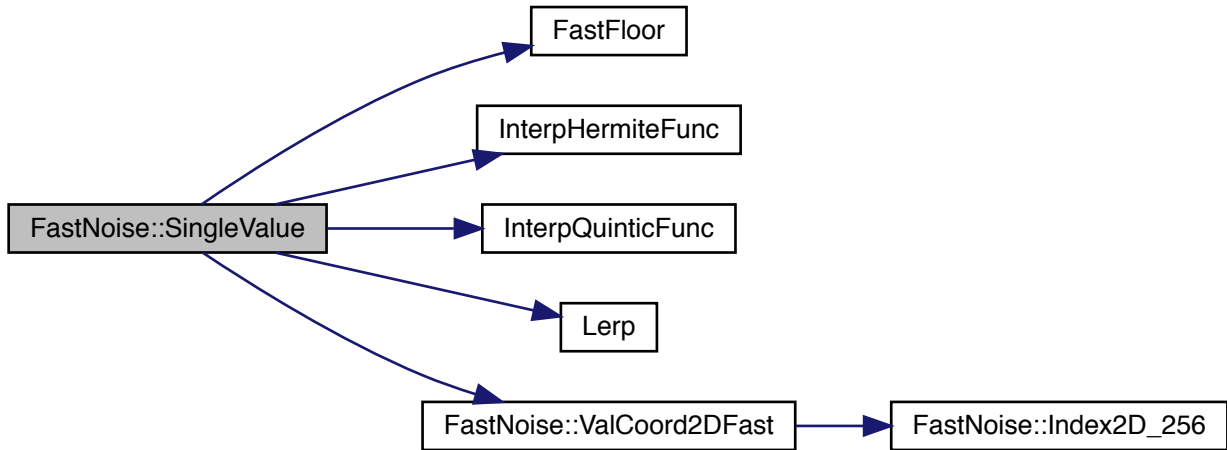 FastFloor
InterpHermiteFunc
FastNoise::SingleValue
InterpQuinticFunc
Lerp
FastNoise::ValCoord2DFast
FastNoise::Index2D_256